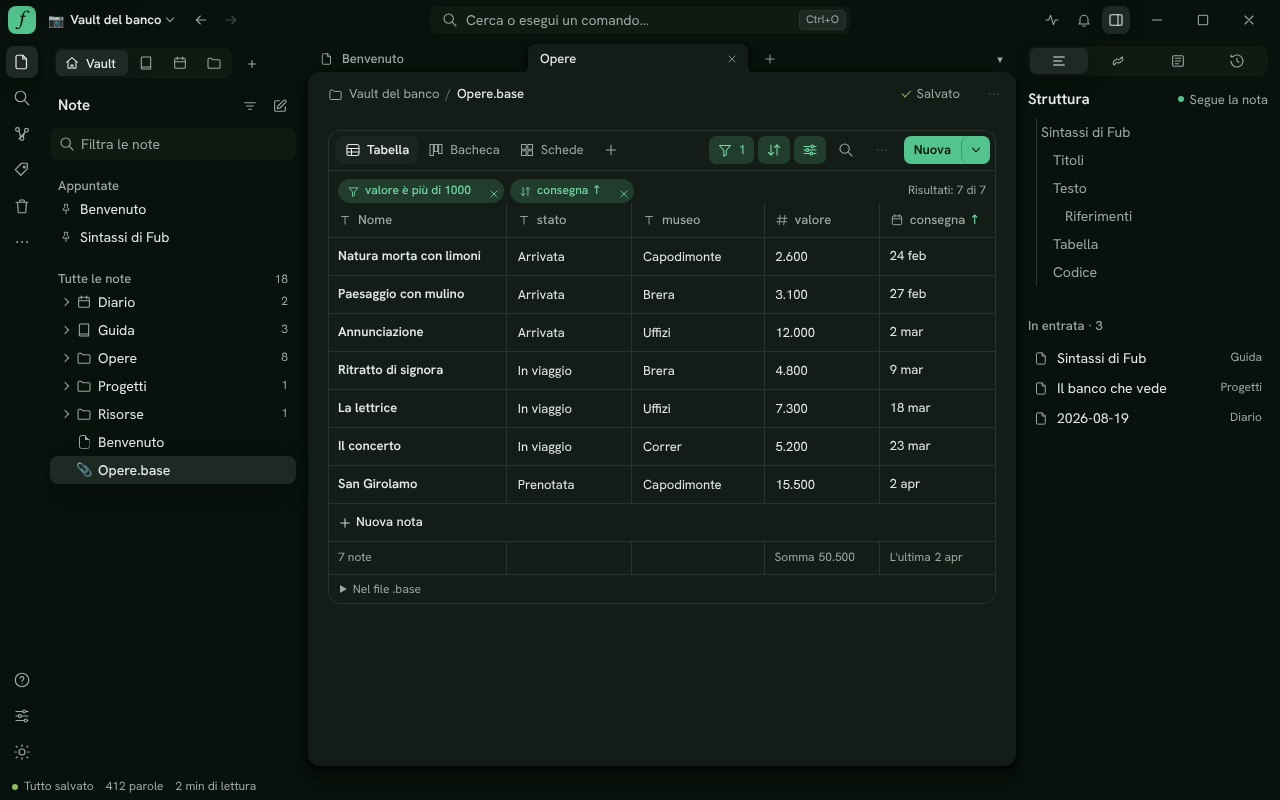 f Vault del banco Cerca o esegui un comando... Ctrl+O
Vault
Note
Filtra le note
Appuntate
Benvenuto
Sintassi di Fub
Tutte le note 18
Diario 2
Guida 3
Opere 8
Progetti 1
Risorse 1
Benvenuto
Opere.base
Tutto salvato 412 parole 2 min di lettura
Benvenuto Opere
Vault del banco / Opere.base Salvato
Tabella Bacheca Schede 1 Nuova
valore è più di 1000 consegna ↑ Risultati: 7 di 7
Nome stato museo valore consegna ↑
Natura morta con limoni Arrivata Capodimonte 2.600 24 feb
Paesaggio con mulino Arrivata Brera 3.100 27 feb
Annunciazione Arrivata Uffizi 12.000 2 mar
Ritratto di signora In viaggio Brera 4.800 9 mar
La lettrice In viaggio Uffizi 7.300 18 mar
Il concerto In viaggio Correr 5.200 23 mar
San Girolamo Prenotata Capodimonte 15.500 2 apr
+ Nuova nota
7 note Somma 50.500 L'ultima 2 apr
Nel file .base
Struttura Segue la nota
Sintassi di Fub
Titoli
Testo
Riferimenti
Tabella
Codice
In entrata · 3
Sintassi di Fub Guida
Il banco che vede Progetti
2026-08-19 Diario